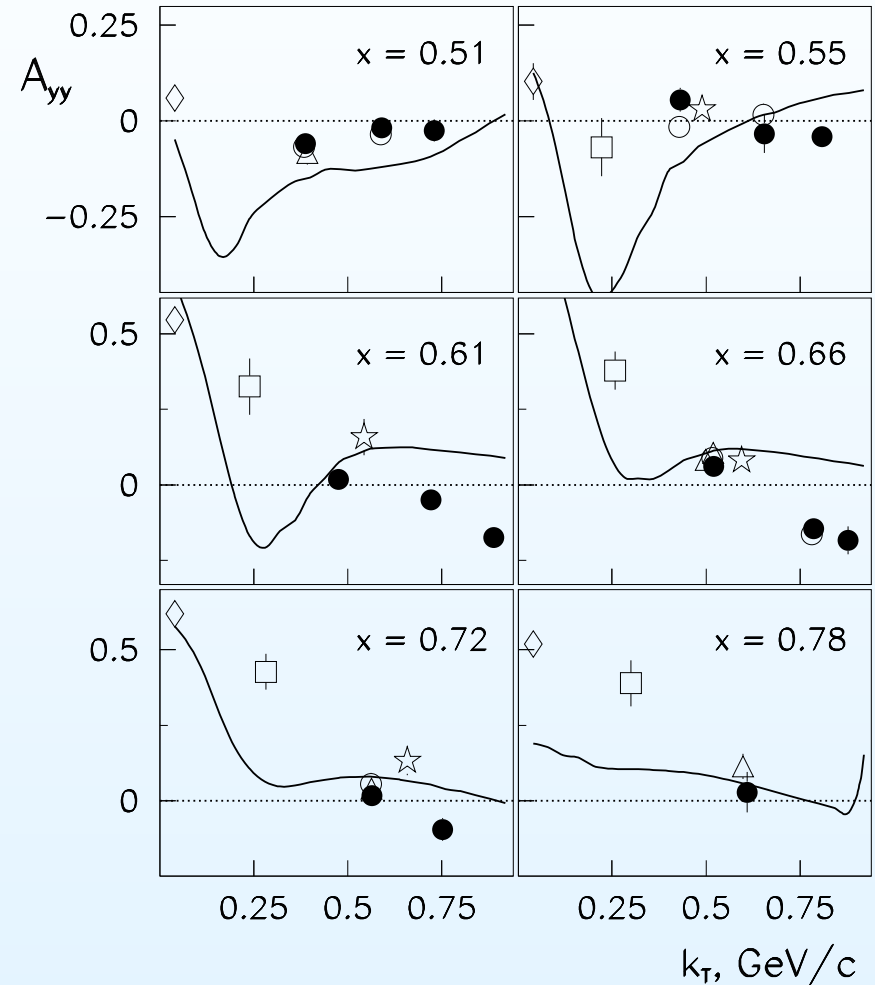 0.25
A_yy
x = 0.51
x = 0.55
0
−0.25
0.5
x = 0.61
x = 0.66
0
0.5
x = 0.72
x = 0.78
0
0.25 0.5 0.75 0.25 0.5 0.75
k_T, GeV/c